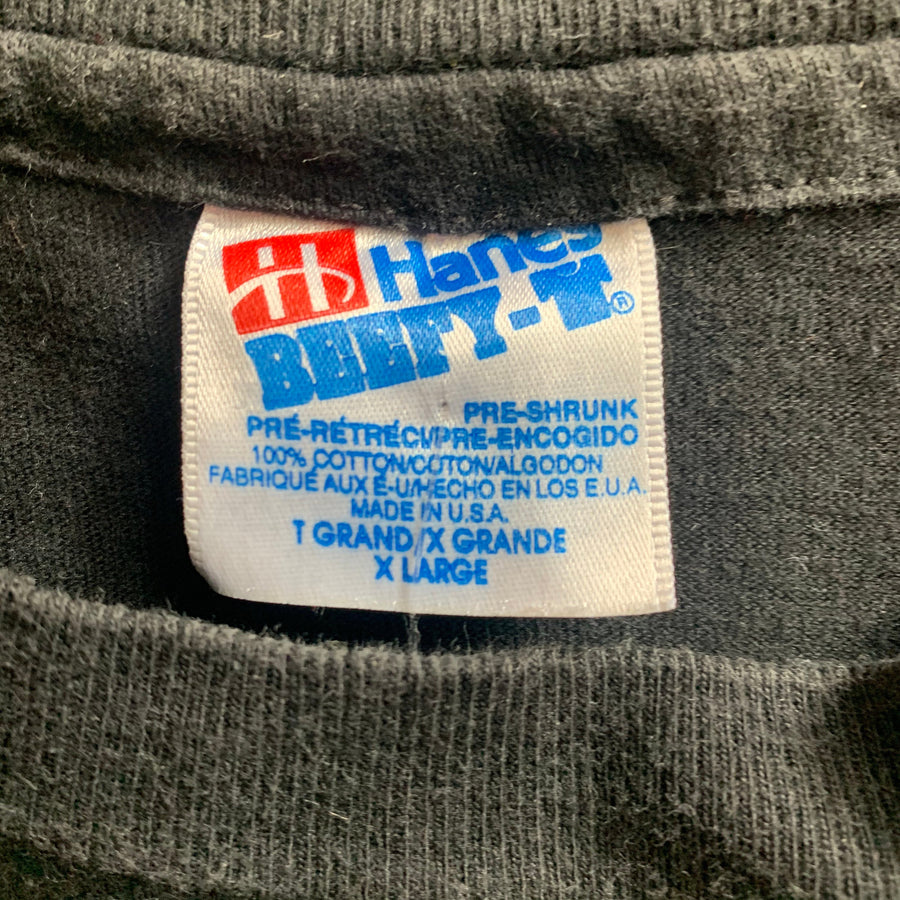 Hanes
BEEFY-T®
PRE-SHRUNK
PRÉ-RÉTRÉCI/PRE-ENCOGIDO
100% COTTON/COTON/ALGODON
FABRIQUÉ AUX É-U/HECHO EN LOS E.U.A.
MADE IN U.S.A.
T GRAND/X GRANDE
X LARGE